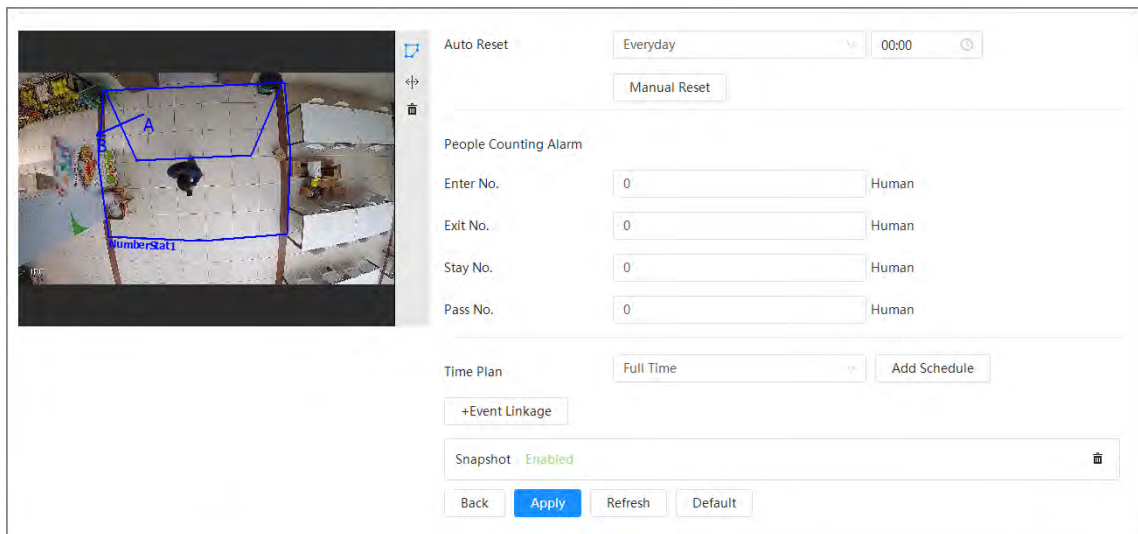 Auto Reset Everyday 00:00
Manual Reset
A
B
People Counting Alarm
Enter No. 0 Human
Exit No. 0 Human
NumberStat1
Stay No. 0 Human
IPC
Pass No. 0 Human
Time Plan Full Time Add Schedule
+Event Linkage
Snapshot Enabled
Back Apply Refresh Default